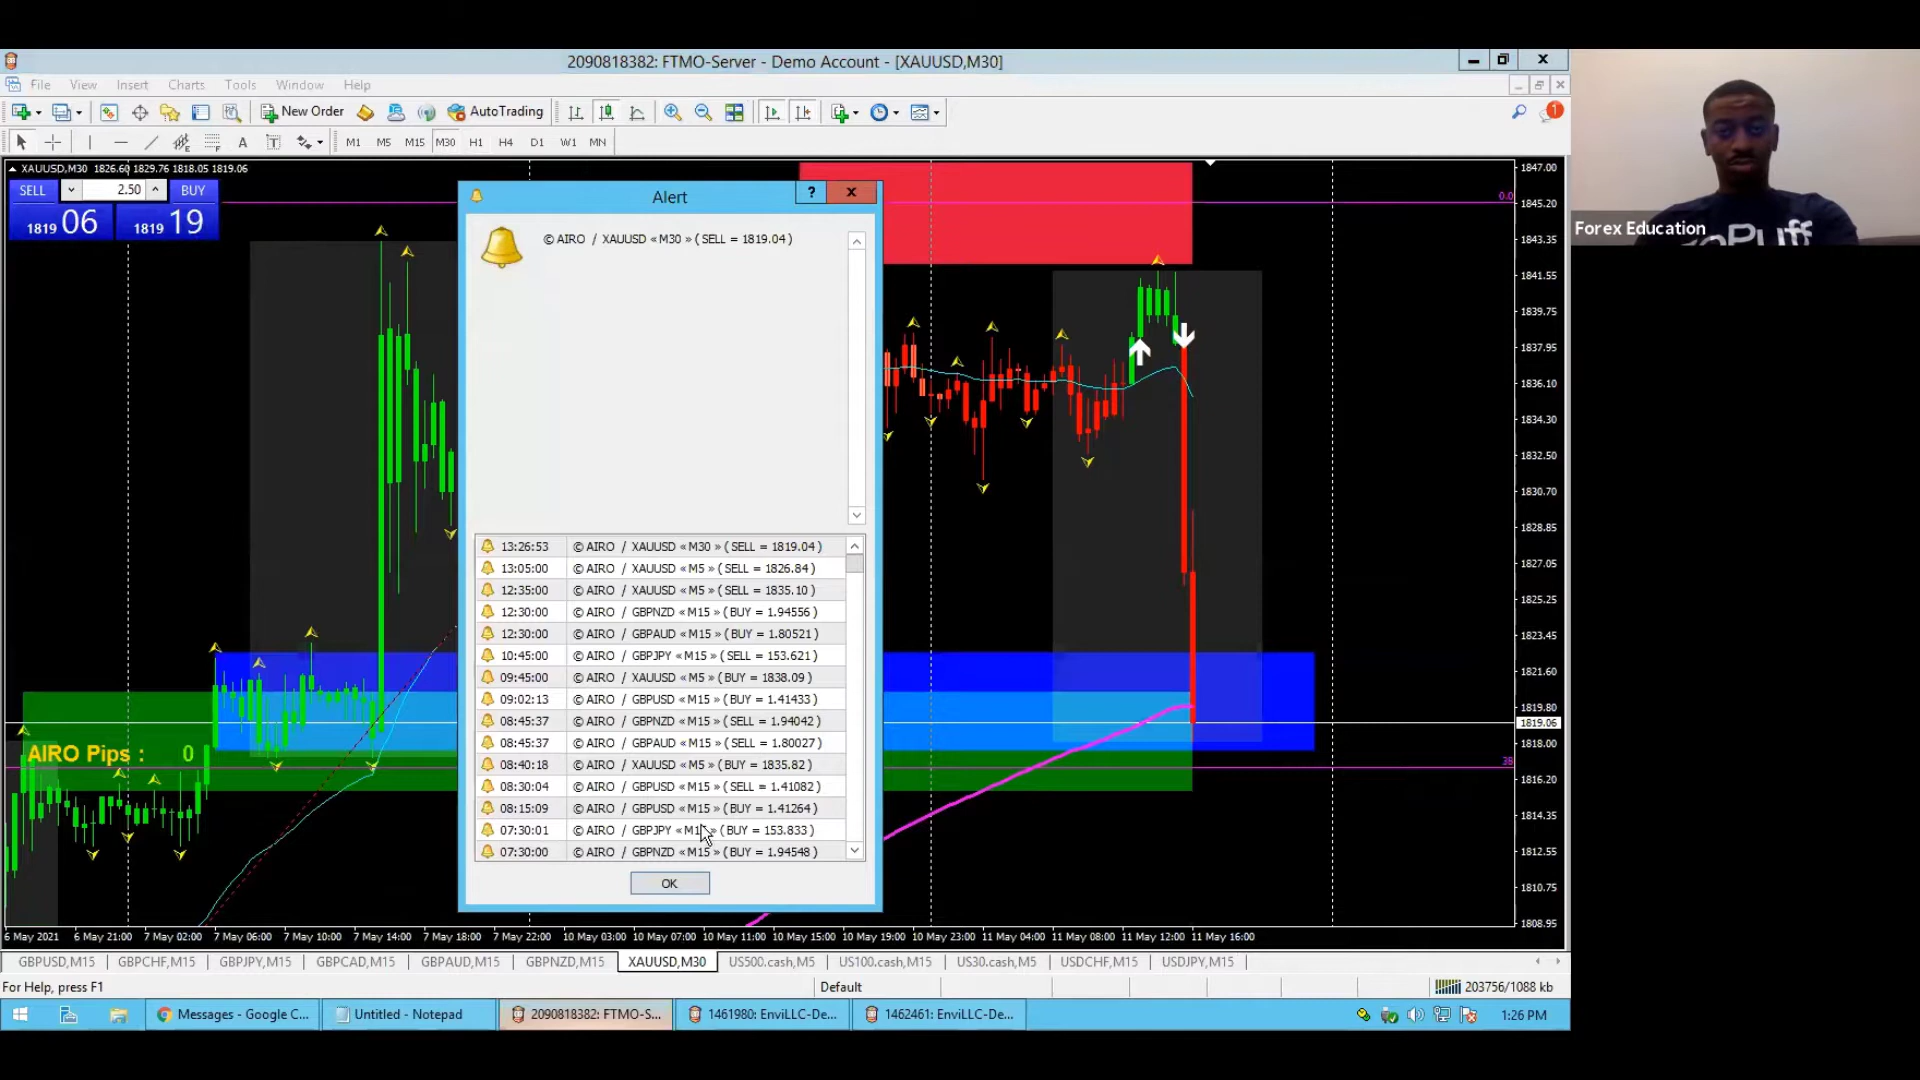 2090818382: FTMO-Server - Demo Account - [XAUUSD,M30]
File View Insert Charts Tools Window Help
New Order AutoTrading 1
A T M1 M5 M15 M30 H1 H4 D1 W1 MN
XAUUSD,M30 1826.60 1829.76 1818.05 1819.06
SELL 2.50 BUY
1819 06 1819 19
Alert
?
© AIRO / XAUUSD « M30 » ( SELL = 1819.04 )
13:26:53 © AIRO / XAUUSD « M30 » ( SELL = 1819.04 )
13:05:00 © AIRO / XAUUSD « M5 » ( SELL = 1826.84 )
12:35:00 © AIRO / XAUUSD « M5 » ( SELL = 1835.10 )
12:30:00 © AIRO / GBPNZD « M15 » ( BUY = 1.94556 )
12:30:00 © AIRO / GBPAUD « M15 » ( BUY = 1.80521 )
10:45:00 © AIRO / GBPJPY « M15 » ( SELL = 153.621 )
09:45:00 © AIRO / XAUUSD « M5 » ( BUY = 1838.09 )
09:02:13 © AIRO / GBPUSD « M15 » ( BUY = 1.41433 )
08:45:37 © AIRO / GBPNZD « M15 » ( SELL = 1.94042 )
08:45:37 © AIRO / GBPAUD « M15 » ( SELL = 1.80027 )
08:40:18 © AIRO / XAUUSD « M5 » ( BUY = 1835.82 )
08:30:04 © AIRO / GBPUSD « M15 » ( SELL = 1.41082 )
08:15:09 © AIRO / GBPUSD « M15 » ( BUY = 1.41264 )
07:30:01 © AIRO / GBPJPY ( BUY = 153.833 )
07:30:00 © AIRO / GBPNZD « M15 » ( BUY = 1.94548 )
OK
AIRO Pips : 0
0.0
38
1847.00
1845.20
1843.35
1841.55
1839.75
1837.95
1836.10
1834.30
1832.50
1830.70
1828.85
1827.05
1825.25
1823.45
1821.60
1819.80
1819.06
1818.00
1816.20
1814.35
1812.55
1810.75
1808.95
6 May 2021 6 May 21:00 7 May 02:00 7 May 06:00 7 May 10:00 7 May 14:00 7 May 18:00 7 May 22:00 10 May 03:00 10 May 07:00 10 May 11:00 10 May 15:00 10 May 19:00 10 May 23:00 11 May 04:00 11 May 08:00 11 May 12:00 11 May 16:00
GBPUSD,M15 GBPCHF,M15 GBPJPY,M15 GBPCAD,M15 GBPAUD,M15 GBPNZD,M15 XAUUSD,M30 US500.cash,M5 US100.cash,M15 US30.cash,M5 USDCHF,M15 USDJPY,M15
For Help, press F1 Default 203756/1088 kb
Messages - Google C... Untitled - Notepad 2090818382: FTMO-S... 1461980: EnviLLC-De... 1462461: EnviLLC-De... 1:26 PM
Forex Education